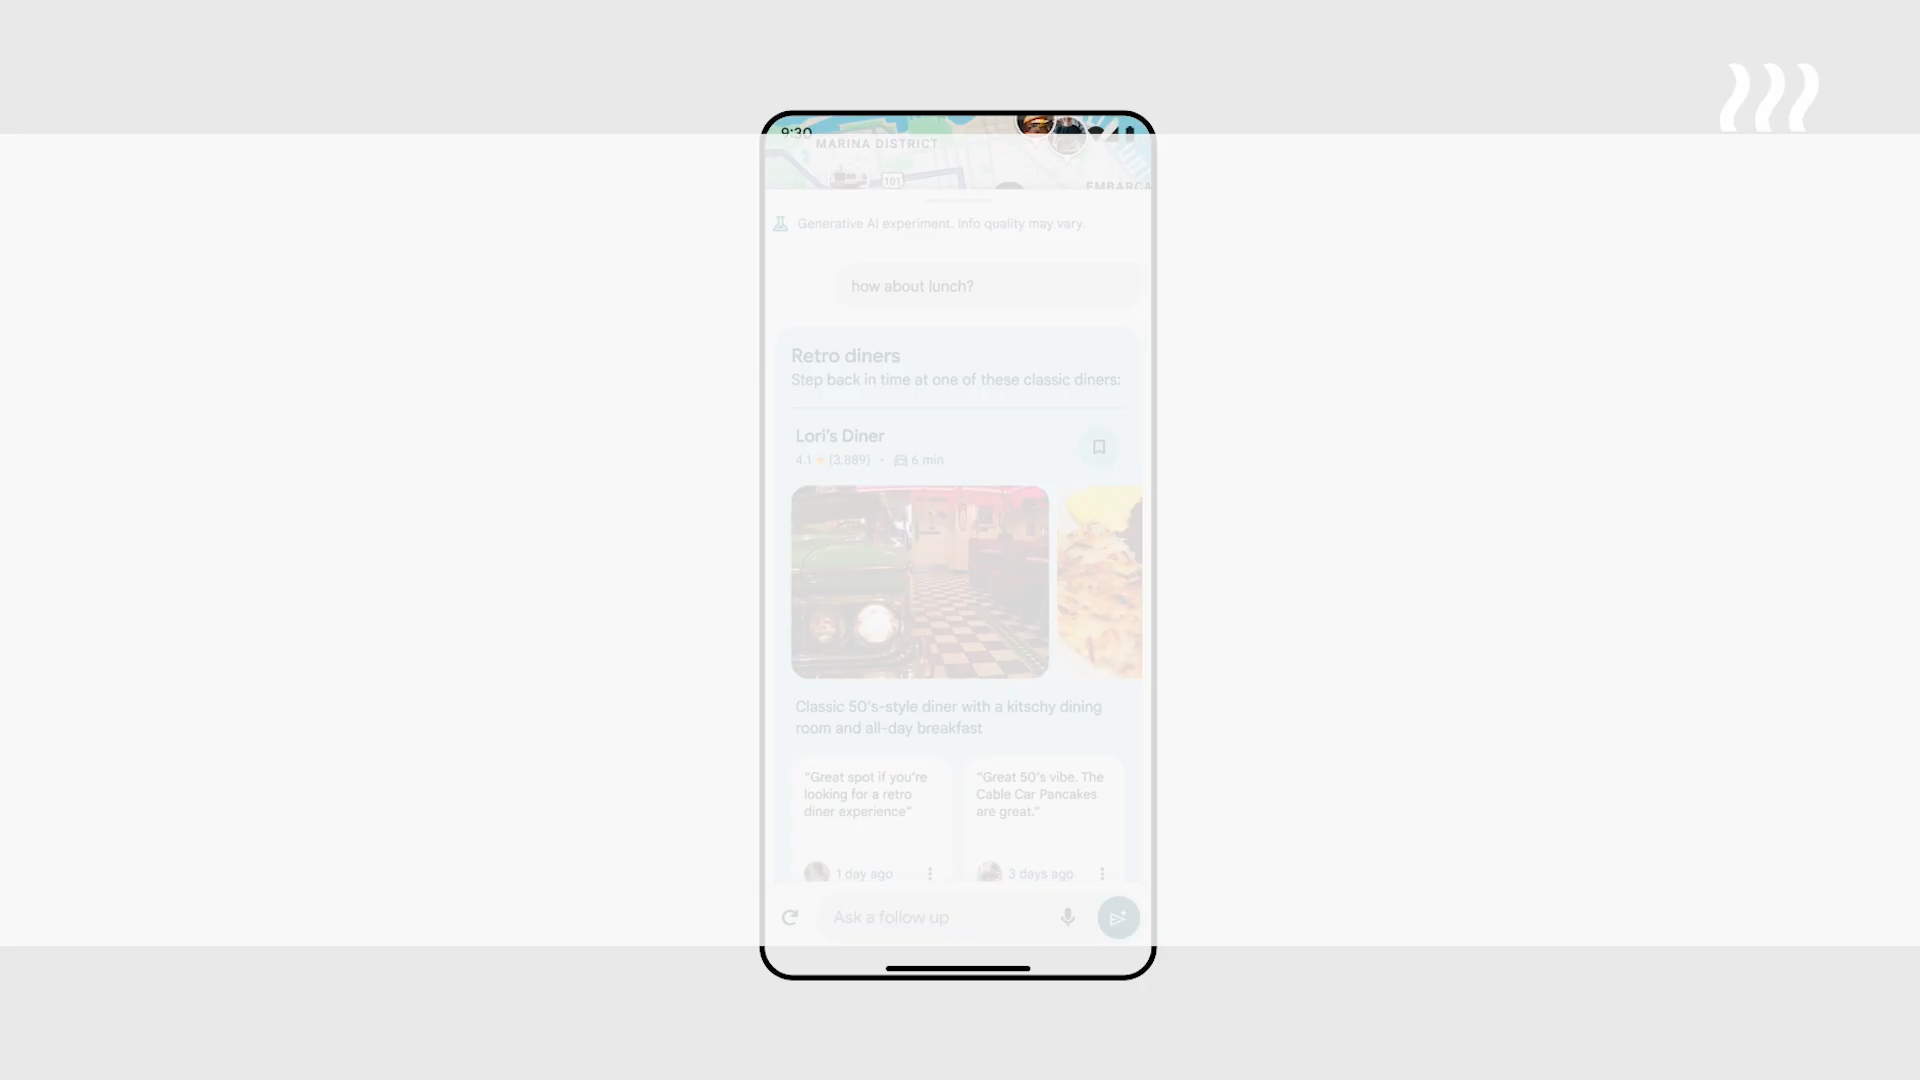 9:30
MARINA DISTRICT
101
EMBARCA
Generative AI experiment. Info quality may vary.
how about lunch?
Retro diners
Step back in time at one of these classic diners:
Lori's Diner
4.1 ★ (3,889) • 6 min
Classic 50's-style diner with a kitschy dining
room and all-day breakfast
“Great spot if you're
looking for a retro
diner experience”
1 day ago
“Great 50's vibe. The
Cable Car Pancakes
are great.”
3 days ago
Ask a follow up